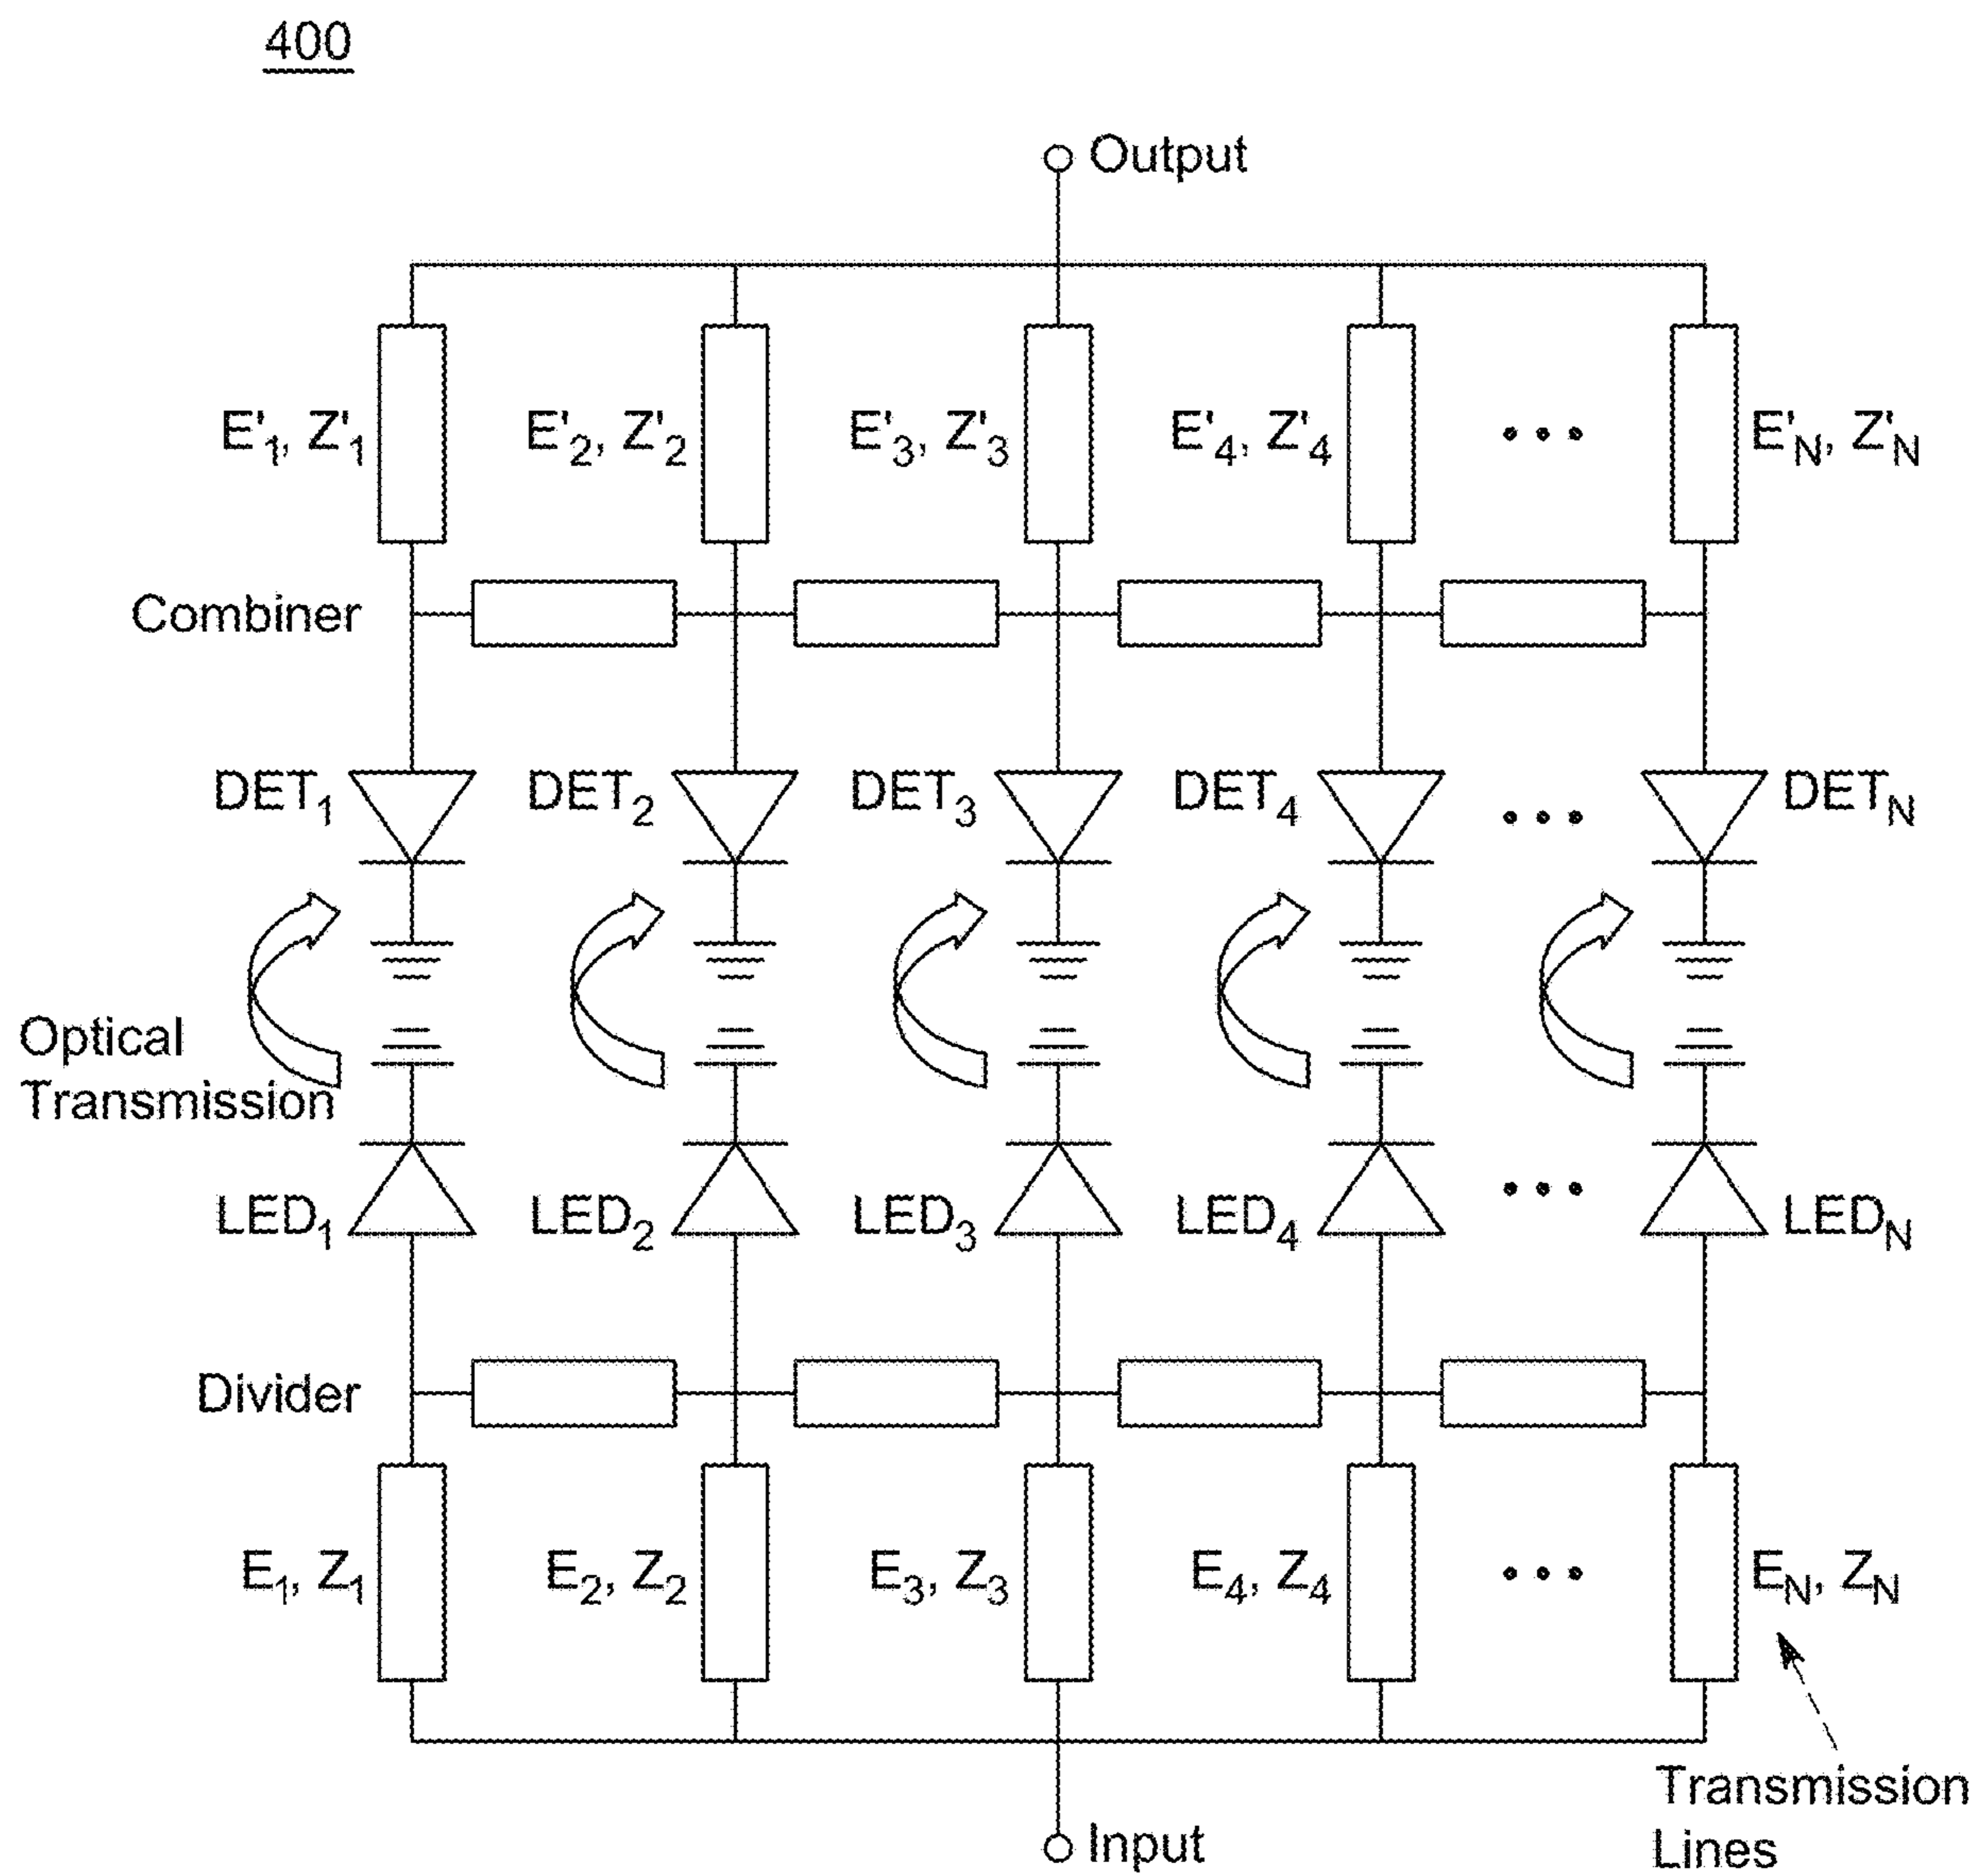 400
Output
E'1, Z'1 E'2, Z'2 E'3, Z'3 E'4, Z'4 ••• E'N, Z'N
Combiner
DET1 DET2 DET3 DET4 ••• DETN
Optical
Transmission
LED1 LED2 LED3 LED4 ••• LEDN
Divider
E1, Z1 E2, Z2 E3, Z3 E4, Z4 ••• EN, ZN
Transmission
Lines
Input